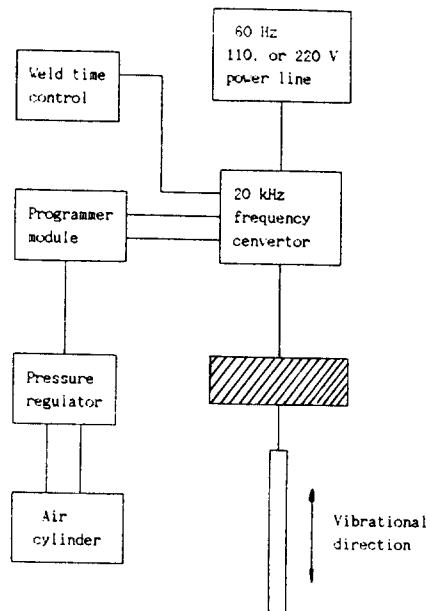 60 Hz
110. or 220 V
power line
Weld time
control
20 kHz
frequency
cenvertor
Programmer
module
Pressure
regulator
Air
cylinder
Vibrational
direction